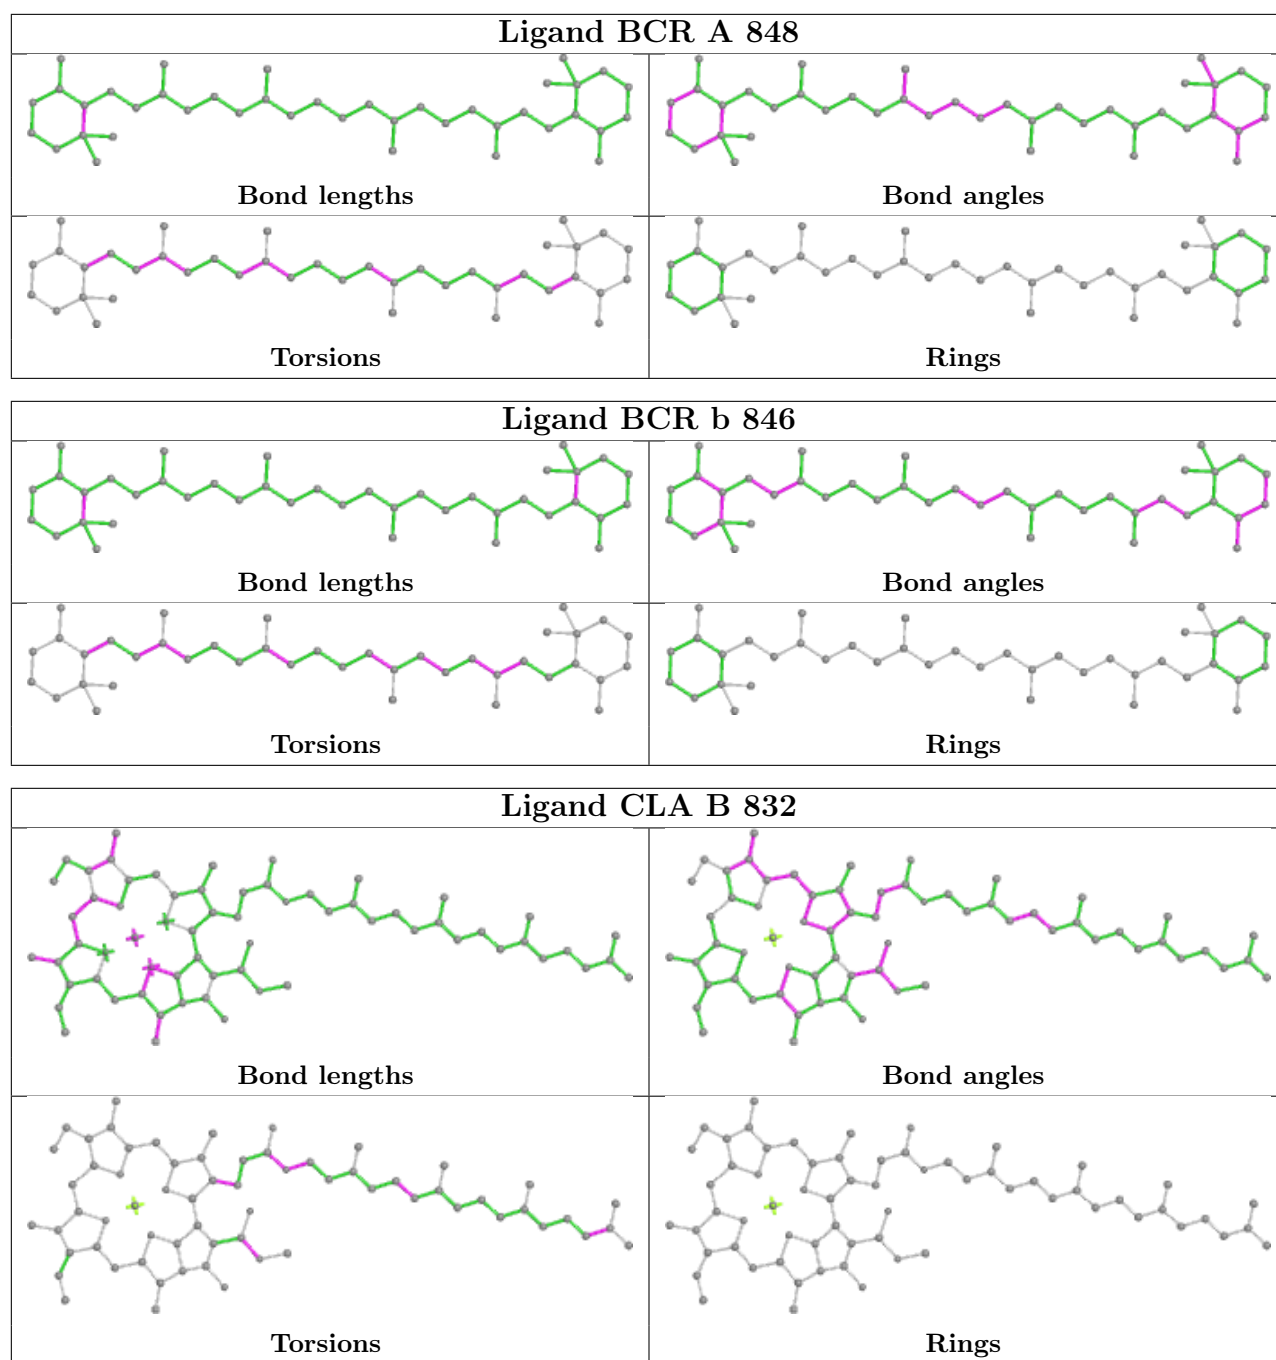 Ligand BCR A 848
Bond lengths
Bond angles
Torsions
Rings
Ligand BCR b 846
Bond lengths
Bond angles
Torsions
Rings
Ligand CLA B 832
Bond lengths
Bond angles
Torsions
Rings